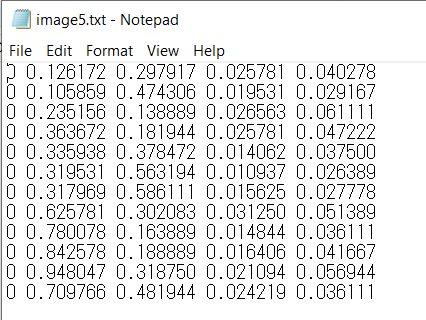 image5.txt - Notepad
File Edit Format View Help
0 0.126172 0.297917 0.025781 0.040278
0 0.105859 0.474306 0.019531 0.029167
0 0.235156 0.138889 0.026563 0.061111
0 0.363672 0.181944 0.025781 0.047222
0 0.335938 0.378472 0.014062 0.037500
0 0.319531 0.563194 0.010937 0.026389
0 0.317969 0.586111 0.015625 0.027778
0 0.625781 0.302083 0.031250 0.051389
0 0.780078 0.163889 0.014844 0.036111
0 0.842578 0.188889 0.016406 0.041667
0 0.948047 0.318750 0.021094 0.056944
0 0.709766 0.481944 0.024219 0.036111